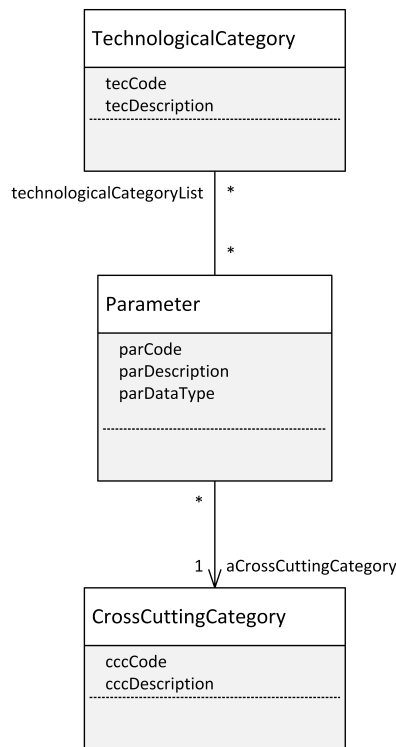 TechnologicalCategory
tecCode
tecDescription
technologicalCategoryList *
*
Parameter
parCode
parDescription
parDataType
*
1 aCrossCuttingCategory
CrossCuttingCategory
cccCode
cccDescription